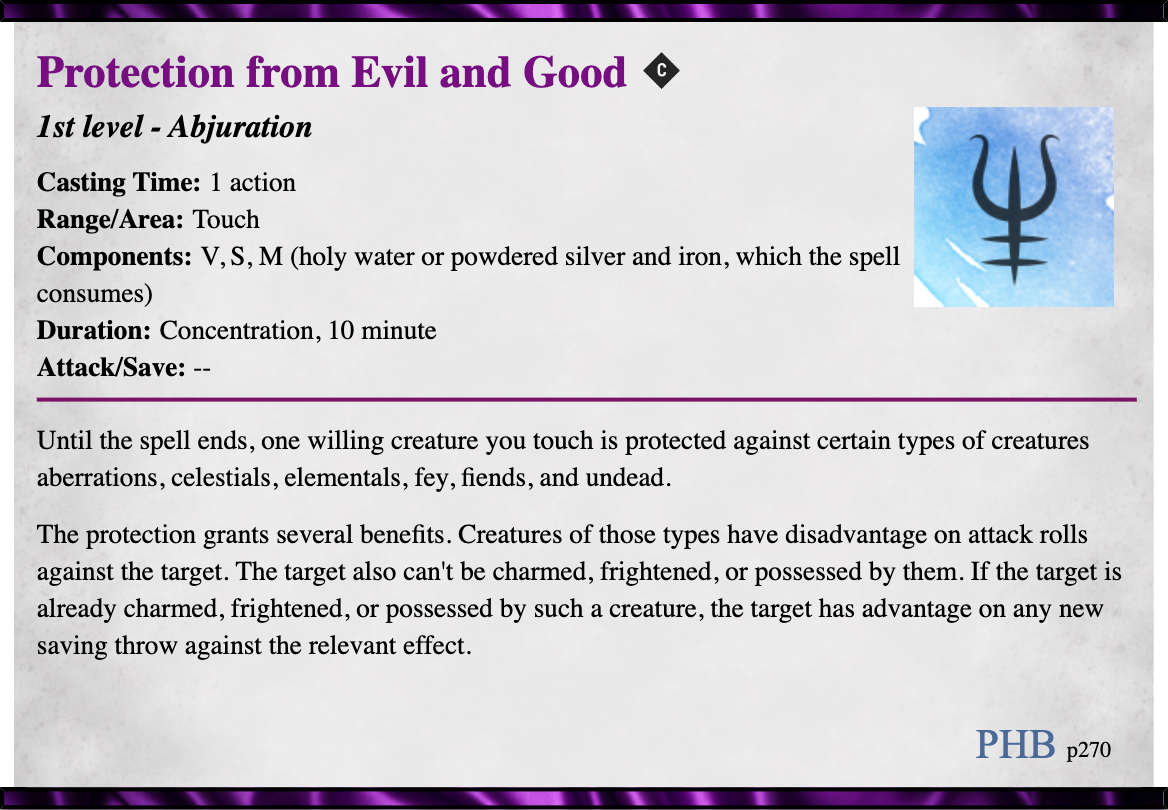 Protection from Evil and Good C
1st level - Abjuration
Casting Time: 1 action
Range/Area: Touch
Components: V, S, M (holy water or powdered silver and iron, which the spell
consumes)
Duration: Concentration, 10 minute
Attack/Save: --
Until the spell ends, one willing creature you touch is protected against certain types of creatures
aberrations, celestials, elementals, fey, fiends, and undead.
The protection grants several benefits. Creatures of those types have disadvantage on attack rolls
against the target. The target also can't be charmed, frightened, or possessed by them. If the target is
already charmed, frightened, or possessed by such a creature, the target has advantage on any new
saving throw against the relevant effect.
PHB p270